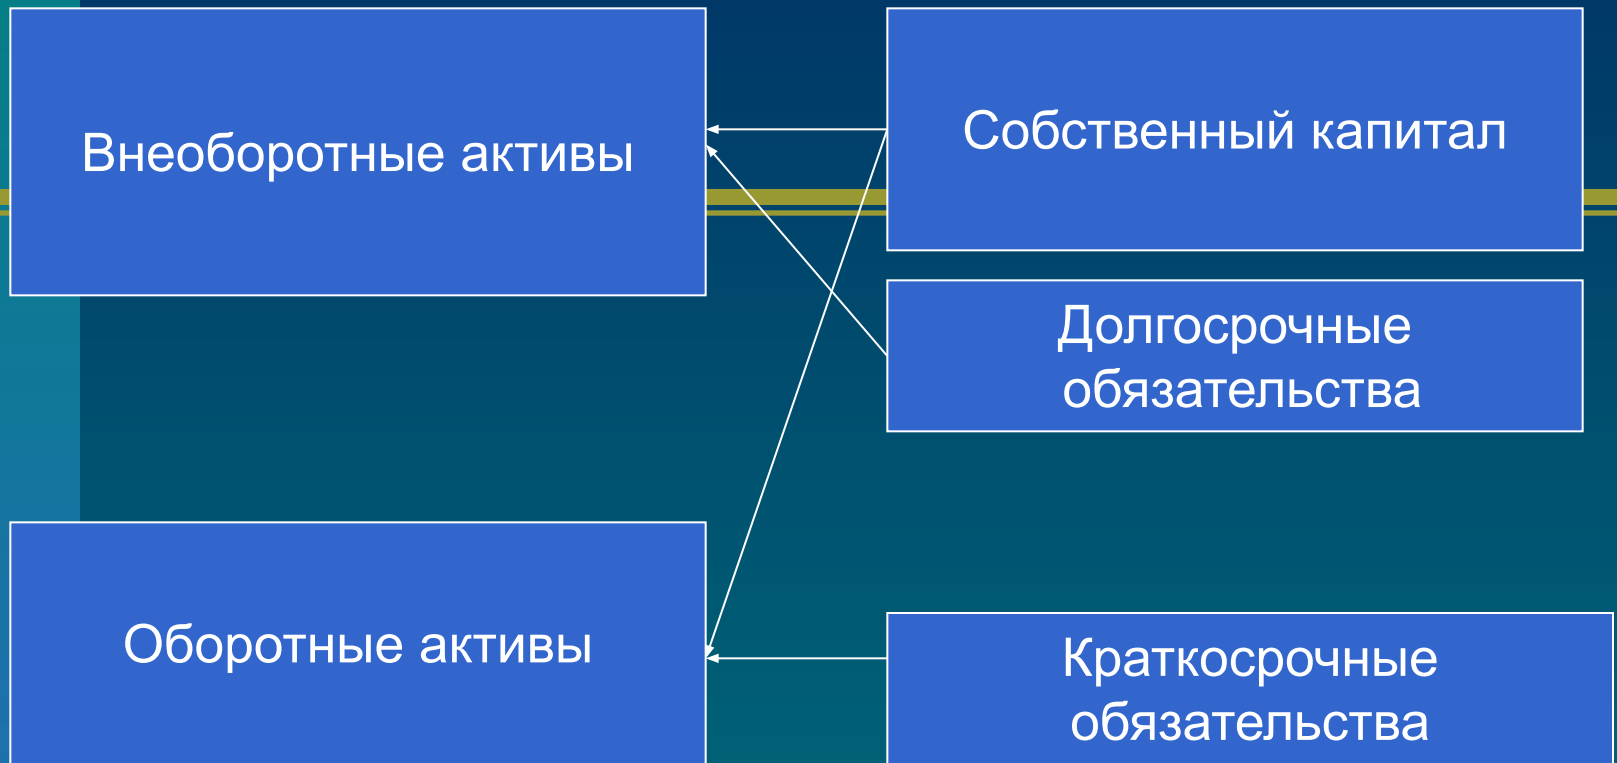 Внеоборотные активы
Собственный капитал
Долгосрочные
обязательства
Оборотные активы
Краткосрочные
обязательства